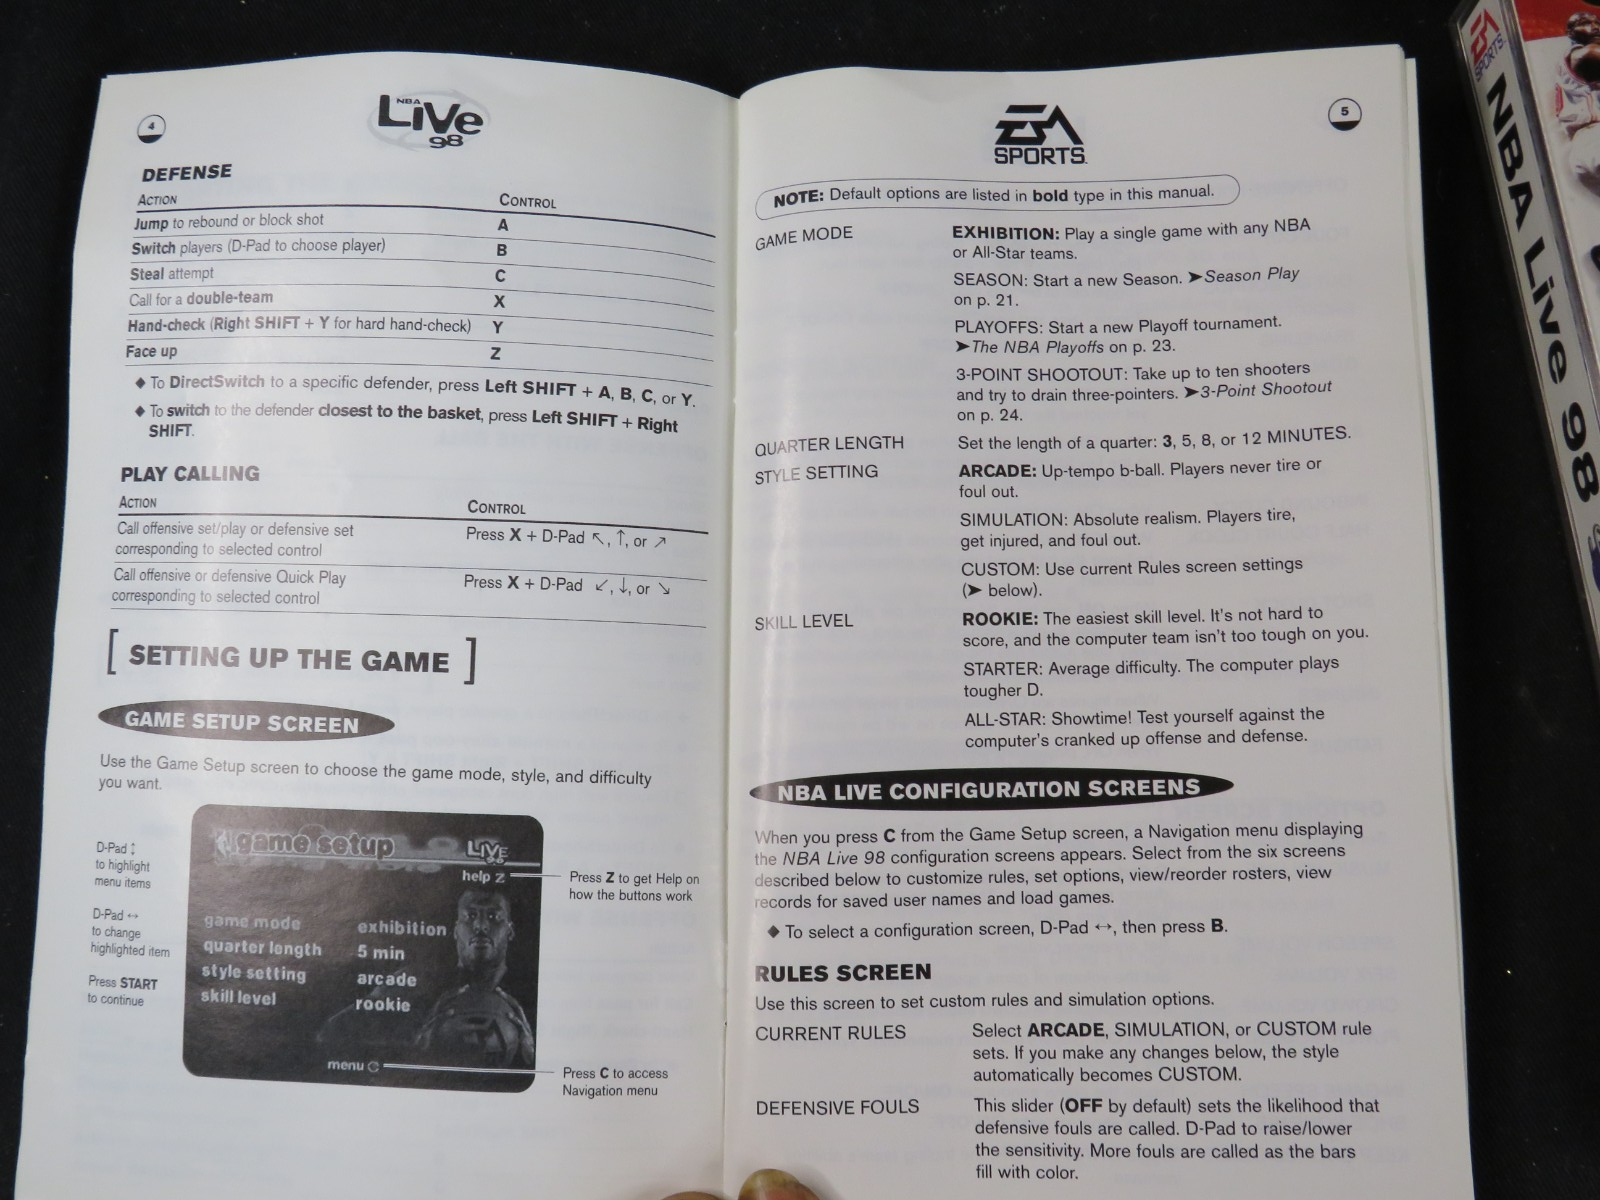 4
NBA
Live
98
DEFENSE
ACTION CONTROL
Jump to rebound or block shot A
Switch players (D-Pad to choose player) B
Steal attempt C
Call for a double-team X
Hand-check (Right SHIFT + Y for hard hand-check) Y
Face up Z
◆ To DirectSwitch to a specific defender, press Left SHIFT + A, B, C, or Y.
◆ To switch to the defender closest to the basket, press Left SHIFT + Right
SHIFT.
PLAY CALLING
ACTION CONTROL
Call offensive set/play or defensive set Press X + D-Pad ↖, ↑, or ↗
corresponding to selected control
Call offensive or defensive Quick Play Press X + D-Pad ↙, ↓, or ↘
corresponding to selected control
[ SETTING UP THE GAME ]
GAME SETUP SCREEN
Use the Game Setup screen to choose the game mode, style, and difficulty
you want.
D-Pad ↕
to highlight
menu items
D-Pad ↔
to change
highlighted item
Press START
to continue
game setup LIVE
help Z
game mode exhibition
quarter length 5 min
style setting arcade
skill level rookie
menu C
Press Z to get Help on
how the buttons work
Press C to access
Navigation menu
EA
SPORTS
5
NOTE: Default options are listed in bold type in this manual.
GAME MODE EXHIBITION: Play a single game with any NBA
or All-Star teams.
SEASON: Start a new Season. ➤Season Play
on p. 21.
PLAYOFFS: Start a new Playoff tournament.
➤The NBA Playoffs on p. 23.
3-POINT SHOOTOUT: Take up to ten shooters
and try to drain three-pointers. ➤3-Point Shootout
on p. 24.
QUARTER LENGTH Set the length of a quarter: 3, 5, 8, or 12 MINUTES.
STYLE SETTING ARCADE: Up-tempo b-ball. Players never tire or
foul out.
SIMULATION: Absolute realism. Players tire,
get injured, and foul out.
CUSTOM: Use current Rules screen settings
(➤ below).
SKILL LEVEL ROOKIE: The easiest skill level. It's not hard to
score, and the computer team isn't too tough on you.
STARTER: Average difficulty. The computer plays
tougher D.
ALL-STAR: Showtime! Test yourself against the
computer's cranked up offense and defense.
NBA LIVE CONFIGURATION SCREENS
When you press C from the Game Setup screen, a Navigation menu displaying
the NBA Live 98 configuration screens appears. Select from the six screens
described below to customize rules, set options, view/reorder rosters, view
records for saved user names and load games.
◆ To select a configuration screen, D-Pad ↔, then press B.
RULES SCREEN
Use this screen to set custom rules and simulation options.
CURRENT RULES Select ARCADE, SIMULATION, or CUSTOM rule
sets. If you make any changes below, the style
automatically becomes CUSTOM.
DEFENSIVE FOULS This slider (OFF by default) sets the likelihood that
defensive fouls are called. D-Pad to raise/lower
the sensitivity. More fouls are called as the bars
fill with color.
EA
SPORTS
NBA Live 98